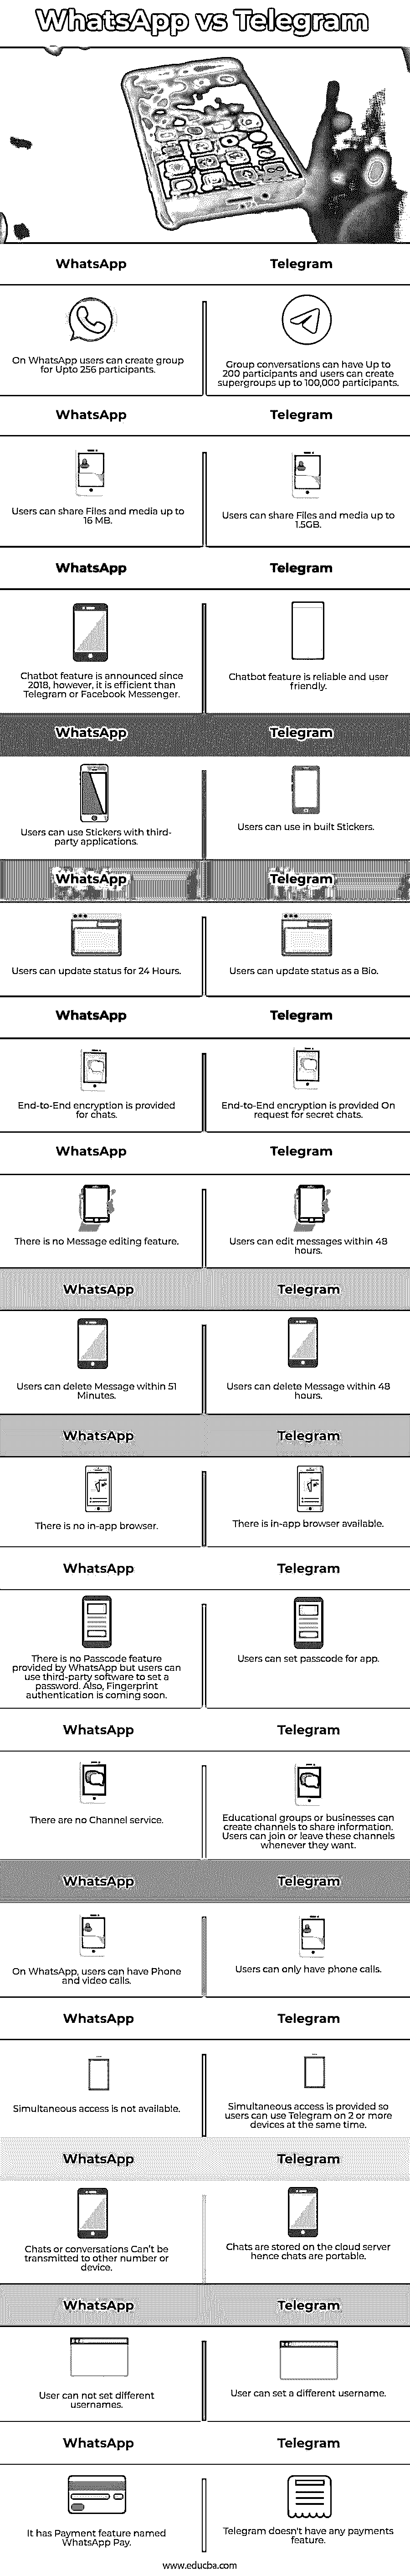 WhatsApp vs Telegram
WhatsApp
Telegram
On WhatsApp users can create group
for Upto 256 participants.
Group conversations can have Up to
200 participants and users can create
supergroups up to 100,000 participants.
WhatsApp
Telegram
Users can share Files and media up to
16 MB.
Users can share Files and media up to
1.5GB.
WhatsApp
Telegram
Chatbot feature is announced since
2018, however, it is efficient than
Telegram or Facebook Messenger.
Chatbot feature is reliable and user
friendly.
WhatsApp
Telegram
Users can use Stickers with third-
party applications.
Users can use in built Stickers.
WhatsApp
Telegram
Users can update status for 24 Hours.
Users can update status as a Bio.
WhatsApp
Telegram
End-to-End encryption is provided
for chats.
End-to-End encryption is provided On
request for secret chats.
WhatsApp
Telegram
There is no Message editing feature.
Users can edit messages within 48
hours.
WhatsApp
Telegram
Users can delete Message within 51
Minutes.
Users can delete Message within 48
hours.
WhatsApp
Telegram
There is no in-app browser.
There is in-app browser available.
WhatsApp
Telegram
There is no Passcode feature
provided by WhatsApp but users can
use third-party software to set a
password. Also, Fingerprint
authentication is coming soon.
Users can set passcode for app.
WhatsApp
Telegram
There are no Channel service.
Educational groups or businesses can
create channels to share information.
Users can join or leave these channels
whenever they want.
WhatsApp
Telegram
On WhatsApp, users can have Phone
and video calls.
Users can only have phone calls.
WhatsApp
Telegram
Simultaneous access is not available.
Simultaneous access is provided so
users can use Telegram on 2 or more
devices at the same time.
WhatsApp
Telegram
Chats or conversations Can't be
transmitted to other number or
device.
Chats are stored on the cloud server
hence chats are portable.
WhatsApp
Telegram
User can not set different
usernames.
User can set a different username.
WhatsApp
Telegram
It has Payment feature named
WhatsApp Pay.
Telegram doesn't have any payments
feature.
www.educba.com